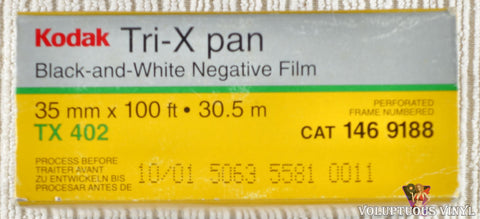 Kodak Tri-X pan
Black-and-White Negative Film
35 mm x 100 ft • 30.5 m
TX 402
PERFORATED
FRAME NUMBERED
CAT 146 9188
PROCESS BEFORE
TRAITER AVANT
ZU ENTWICKELN BIS
PROCESAR ANTES DE
10/01 5063 5581 0011
VOLUPTUOUS VINYL